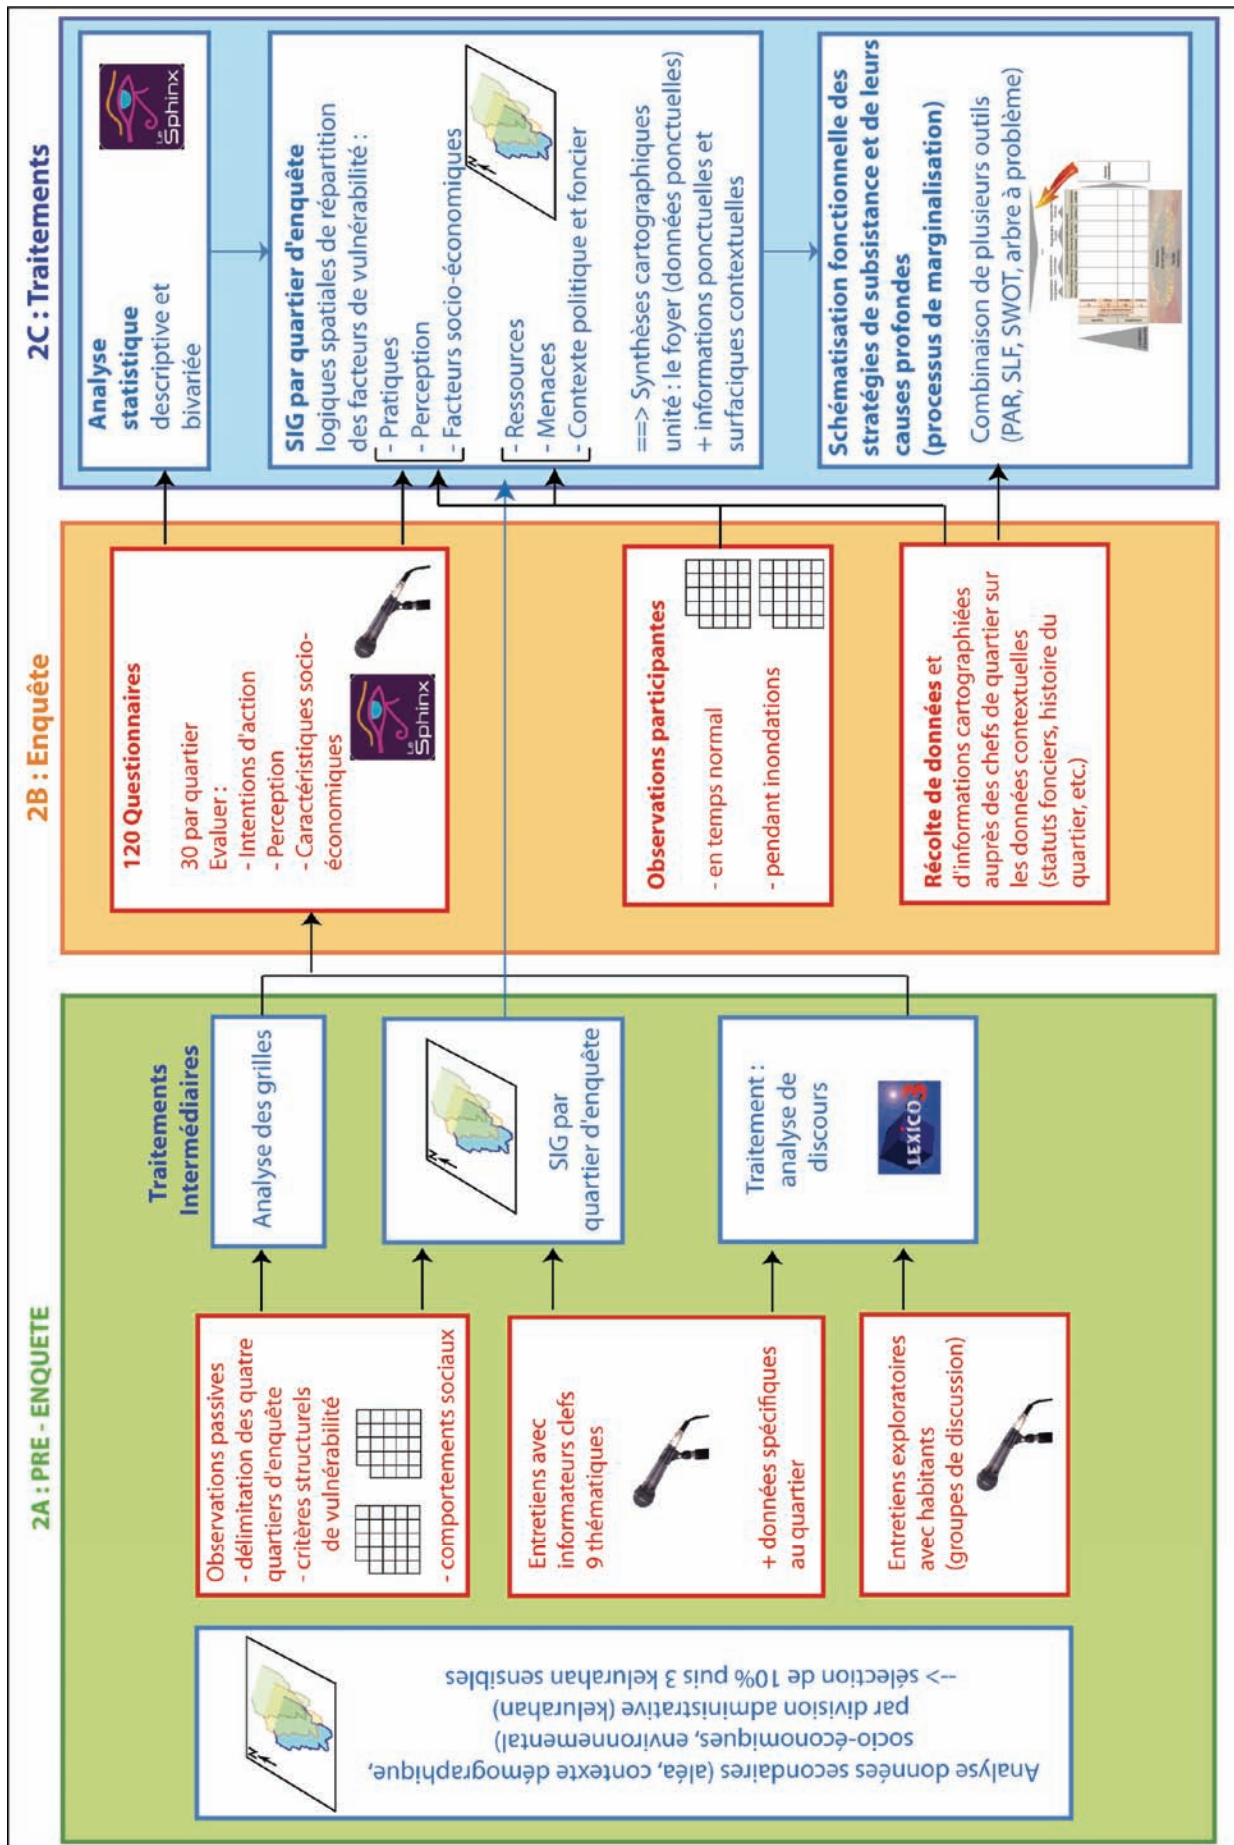 2A : PRE - ENQUETE
Analyse données secondaires (aléa, contexte démographique,
socio-économiques, environnemental)
par division administrative (kelurahan)
--> sélection de 10% puis 3 kelurahan sensibles
N
Observations passives
- délimitation des quatre
quartiers d'enquête
- critères structurels
de vulnérabilité
- comportements sociaux
Entretiens avec
informateurs clefs
9 thématiques
+ données spécifiques
au quartier
Entretiens exploratoires
avec habitants
(groupes de discussion)
Traitements
Intermédiaires
Analyse des grilles
N
SIG par
quartier d'enquête
Traitement :
analyse de
discours
LEXICO3
2B : Enquête
120 Questionnaires
30 par quartier
Evaluer :
- Intentions d'action
- Perception
- Caractéristiques socio-
économiques
Le
Sphinx
Observations participantes
- en temps normal
- pendant inondations
Récolte de données et
d'informations cartographiées
auprès des chefs de quartier sur
les données contextuelles
(statuts fonciers, histoire du
quartier, etc.)
2C : Traitements
Analyse
statistique
descriptive et
bivariée
Le
Sphinx
SIG par quartier d'enquête
logiques spatiales de répartition
des facteurs de vulnérabilité :
- Pratiques
- Perception
- Facteurs socio-économiques
- Ressources
- Menaces
- Contexte politique et foncier
N
==> Synthèses cartographiques
unité : le foyer (données ponctuelles)
+ informations ponctuelles et
surfaciques contextuelles
Schématisation fonctionnelle des
stratégies de subsistance et de leurs
causes profondes
(processus de marginalisation)
Combinaison de plusieurs outils
(PAR, SLF, SWOT, arbre à problème)